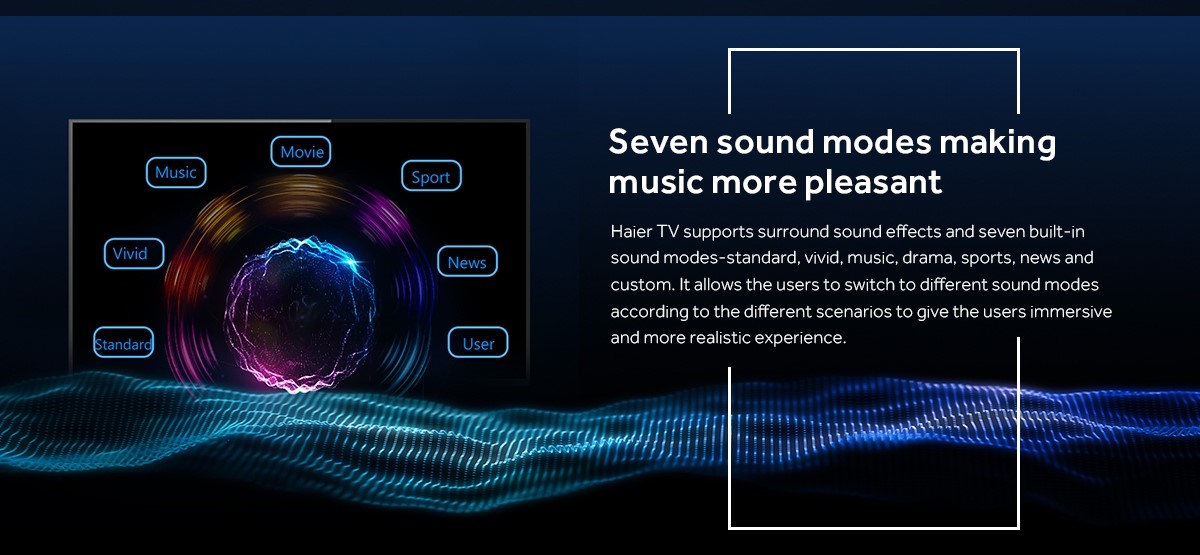 Movie
Music
Sport
Vivid
News
Standard
User
Seven sound modes making
music more pleasant
Haier TV supports surround sound effects and seven built-in
sound modes-standard, vivid, music, drama, sports, news and
custom. It allows the users to switch to different sound modes
according to the different scenarios to give the users immersive
and more realistic experience.